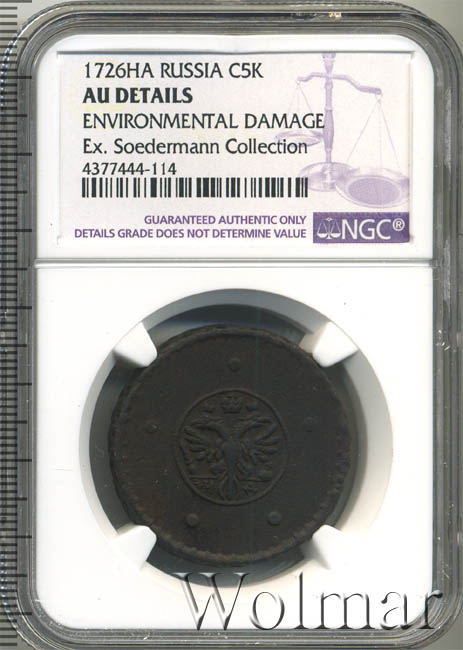 1726HA RUSSIA C5K
AU DETAILS
ENVIRONMENTAL DAMAGE
Ex. Soedermann Collection
4377444-114
GUARANTEED AUTHENTIC ONLY
DETAILS GRADE DOES NOT DETERMINE VALUE
NGC®
Wolmar